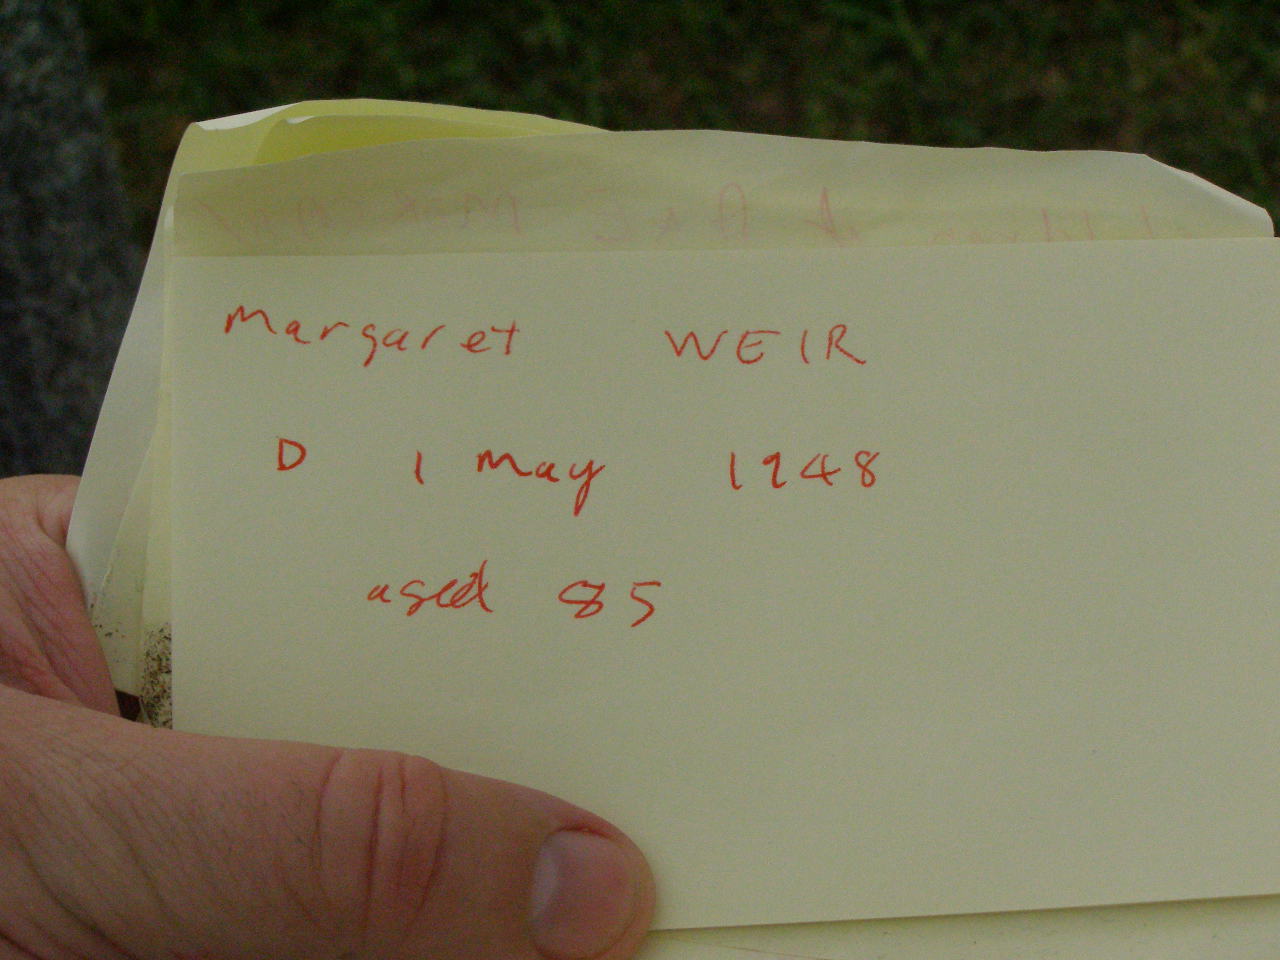 Margaret WEIR
D 1 May 1948
aged 85